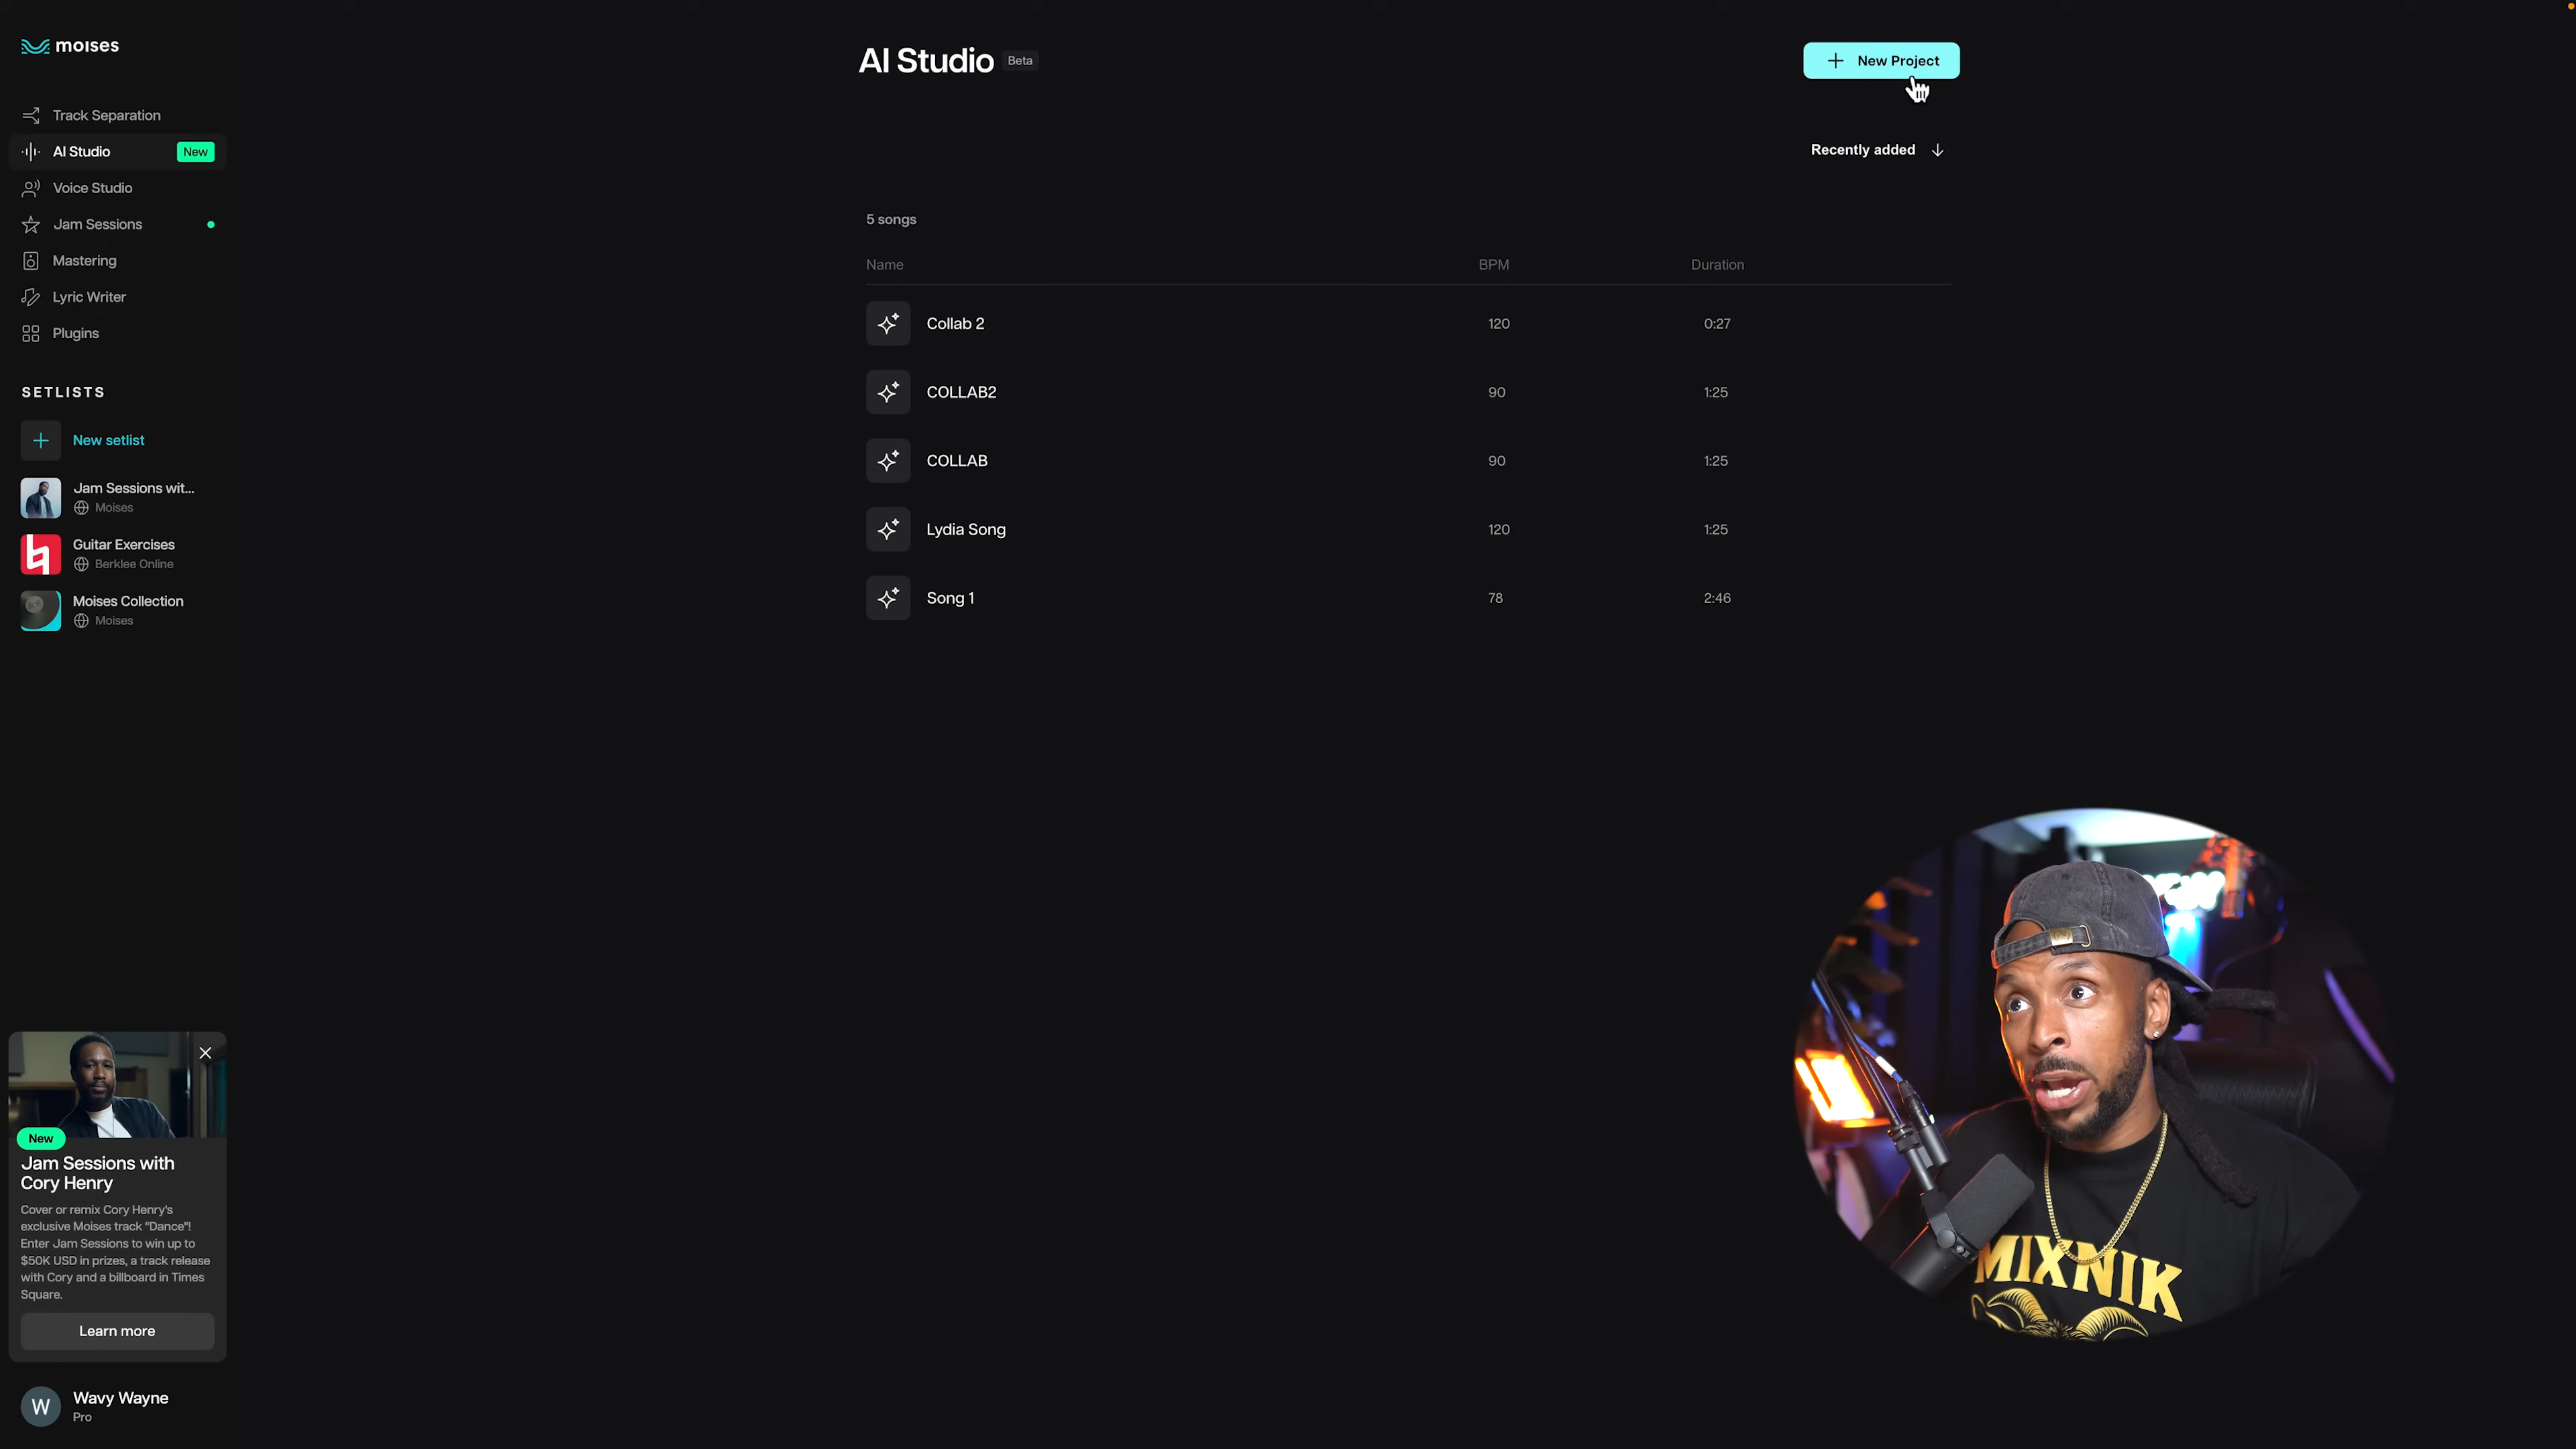 moises
Track Separation
AI Studio New
Voice Studio
Jam Sessions
Mastering
Lyric Writer
Plugins
SETLISTS
New setlist
Jam Sessions wit...
Moises
Guitar Exercises
Berklee Online
Moises Collection
Moises
New
Jam Sessions with
Cory Henry
Cover or remix Cory Henry's
exclusive Moises track "Dance"!
Enter Jam Sessions to win up to
$50K USD in prizes, a track release
with Cory and a billboard in Times
Square.
Learn more
W
Wavy Wayne
Pro
AI Studio Beta
New Project
Recently added
5 songs
Name BPM Duration
Collab 2 120 0:27
COLLAB2 90 1:25
COLLAB 90 1:25
Lydia Song 120 1:25
Song 1 78 2:46
MIXNIK